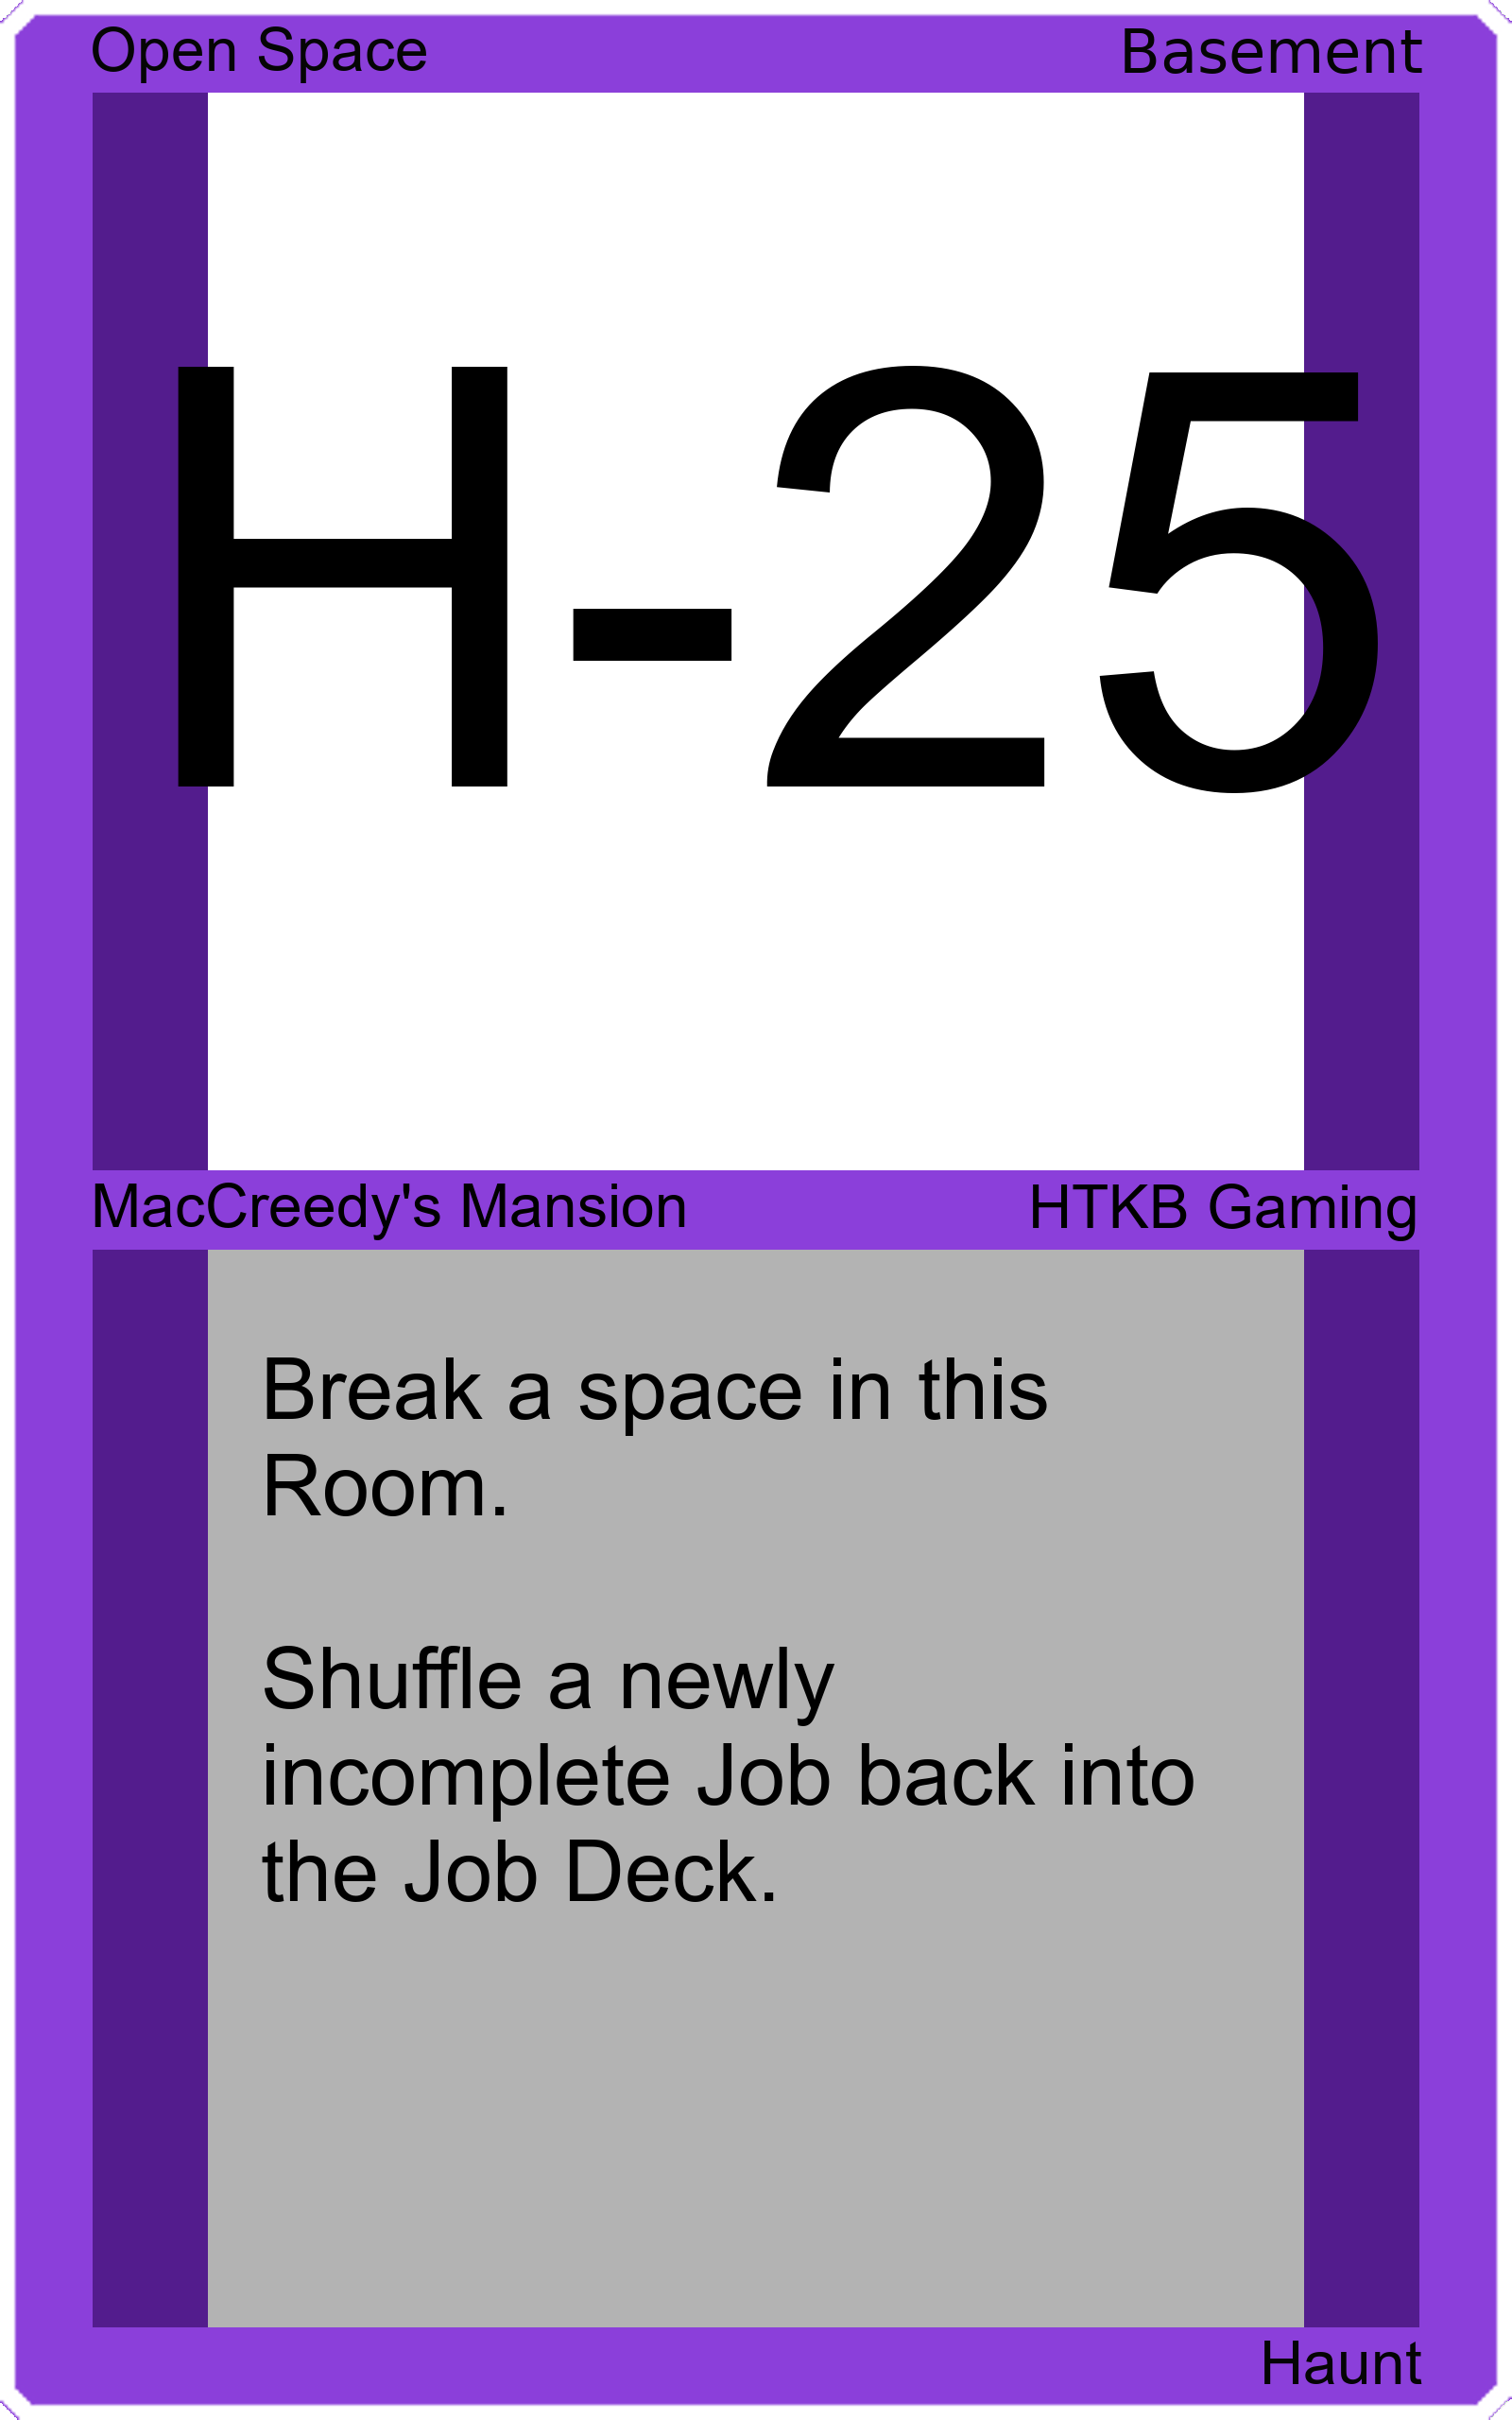 Open Space
Basement
H-25
MacCreedy's Mansion
HTKB Gaming
Break a space in this
Room.
Shuffle a newly
incomplete Job back into
the Job Deck.
Haunt